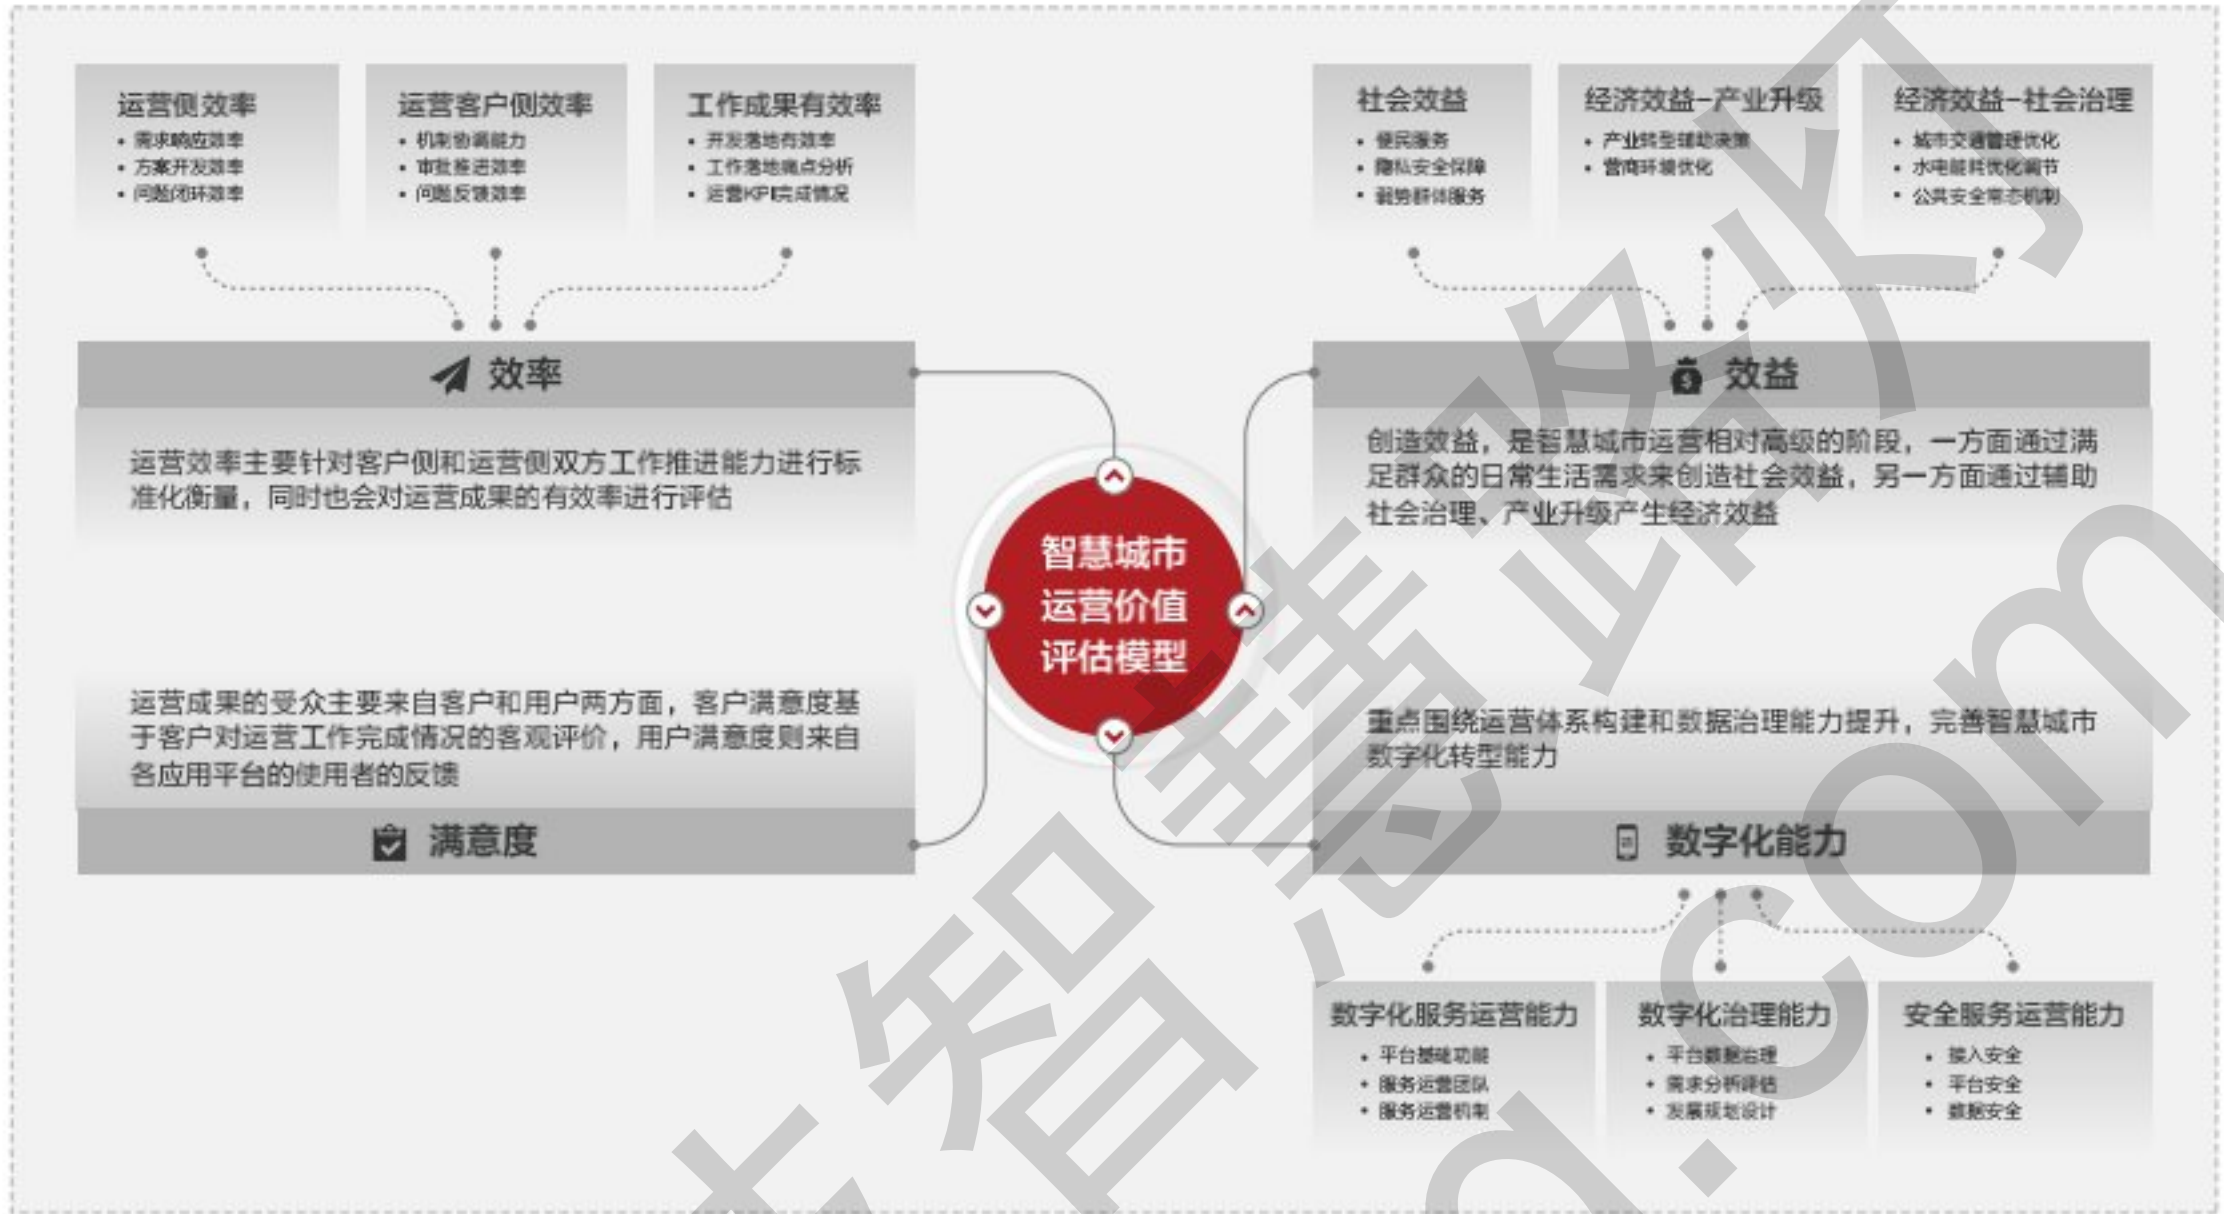 运营侧效率
• 需求响应效率
• 方案开发效率
• 问题闭环效率
运营客户侧效率
• 机制协调能力
• 审批推进效率
• 问题反馈效率
工作成果有效率
• 开发落地有效率
• 工作落地痛点分析
• 运营KPI完成情况
效率
运营效率主要针对客户侧和运营侧双方工作推进能力进行标
准化衡量，同时也会对运营成果的有效率进行评估
社会效益
• 便民服务
• 隐私安全保障
• 弱势群体服务
经济效益-产业升级
• 产业转型辅助决策
• 营商环境优化
经济效益-社会治理
• 城市交通管理优化
• 水电能耗优化调节
• 公共安全常态机制
效益
创造效益，是智慧城市运营相对高级的阶段，一方面通过满
足群众的日常生活需求来创造社会效益，另一方面通过辅助
社会治理、产业升级产生经济效益
智慧城市
运营价值
评估模型
运营成果的受众主要来自客户和用户两方面，客户满意度基
于客户对运营工作完成情况的客观评价，用户满意度则来自
各应用平台的使用者的反馈
满意度
重点围绕运营体系构建和数据治理能力提升，完善智慧城市
数字化转型能力
数字化能力
数字化服务运营能力
• 平台基础功能
• 服务运营团队
• 服务运营机制
数字化治理能力
• 平台数据治理
• 需求分析评估
• 发展规划设计
安全服务运营能力
• 接入安全
• 平台安全
• 数据安全
智慧路灯
.com